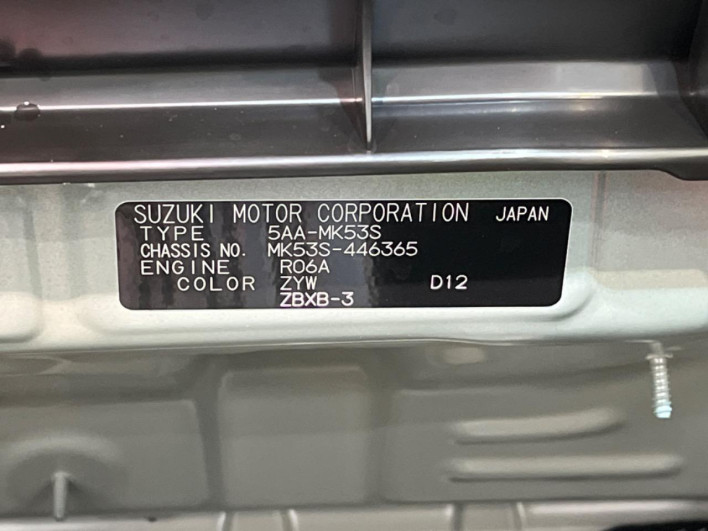 SUZUKI MOTOR CORPORATION JAPAN
TYPE 5AA-MK53S
CHASSIS NO. MK53S-446365
ENGINE R06A
COLOR ZYW D12
ZBXB-3